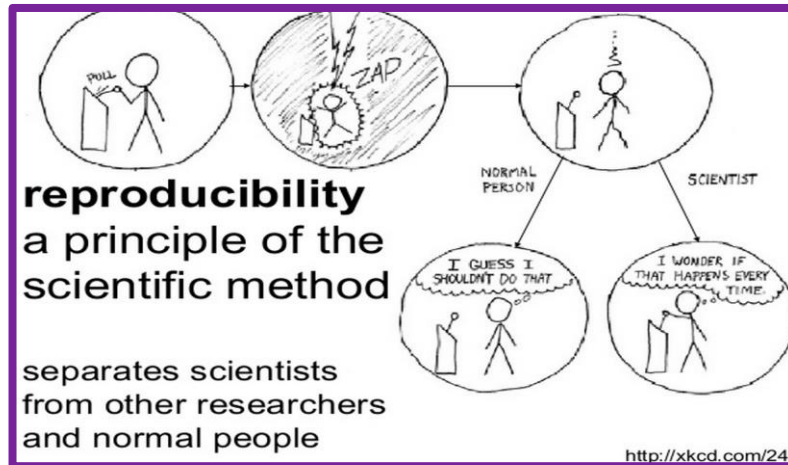 PULL
ZAP
NORMAL
PERSON
SCIENTIST
I GUESS I
SHOULDN'T DO THAT
I WONDER IF
THAT HAPPENS EVERY
TIME.
reproducibility
a principle of the
scientific method
separates scientists
from other researchers
and normal people
http://xkcd.com/24